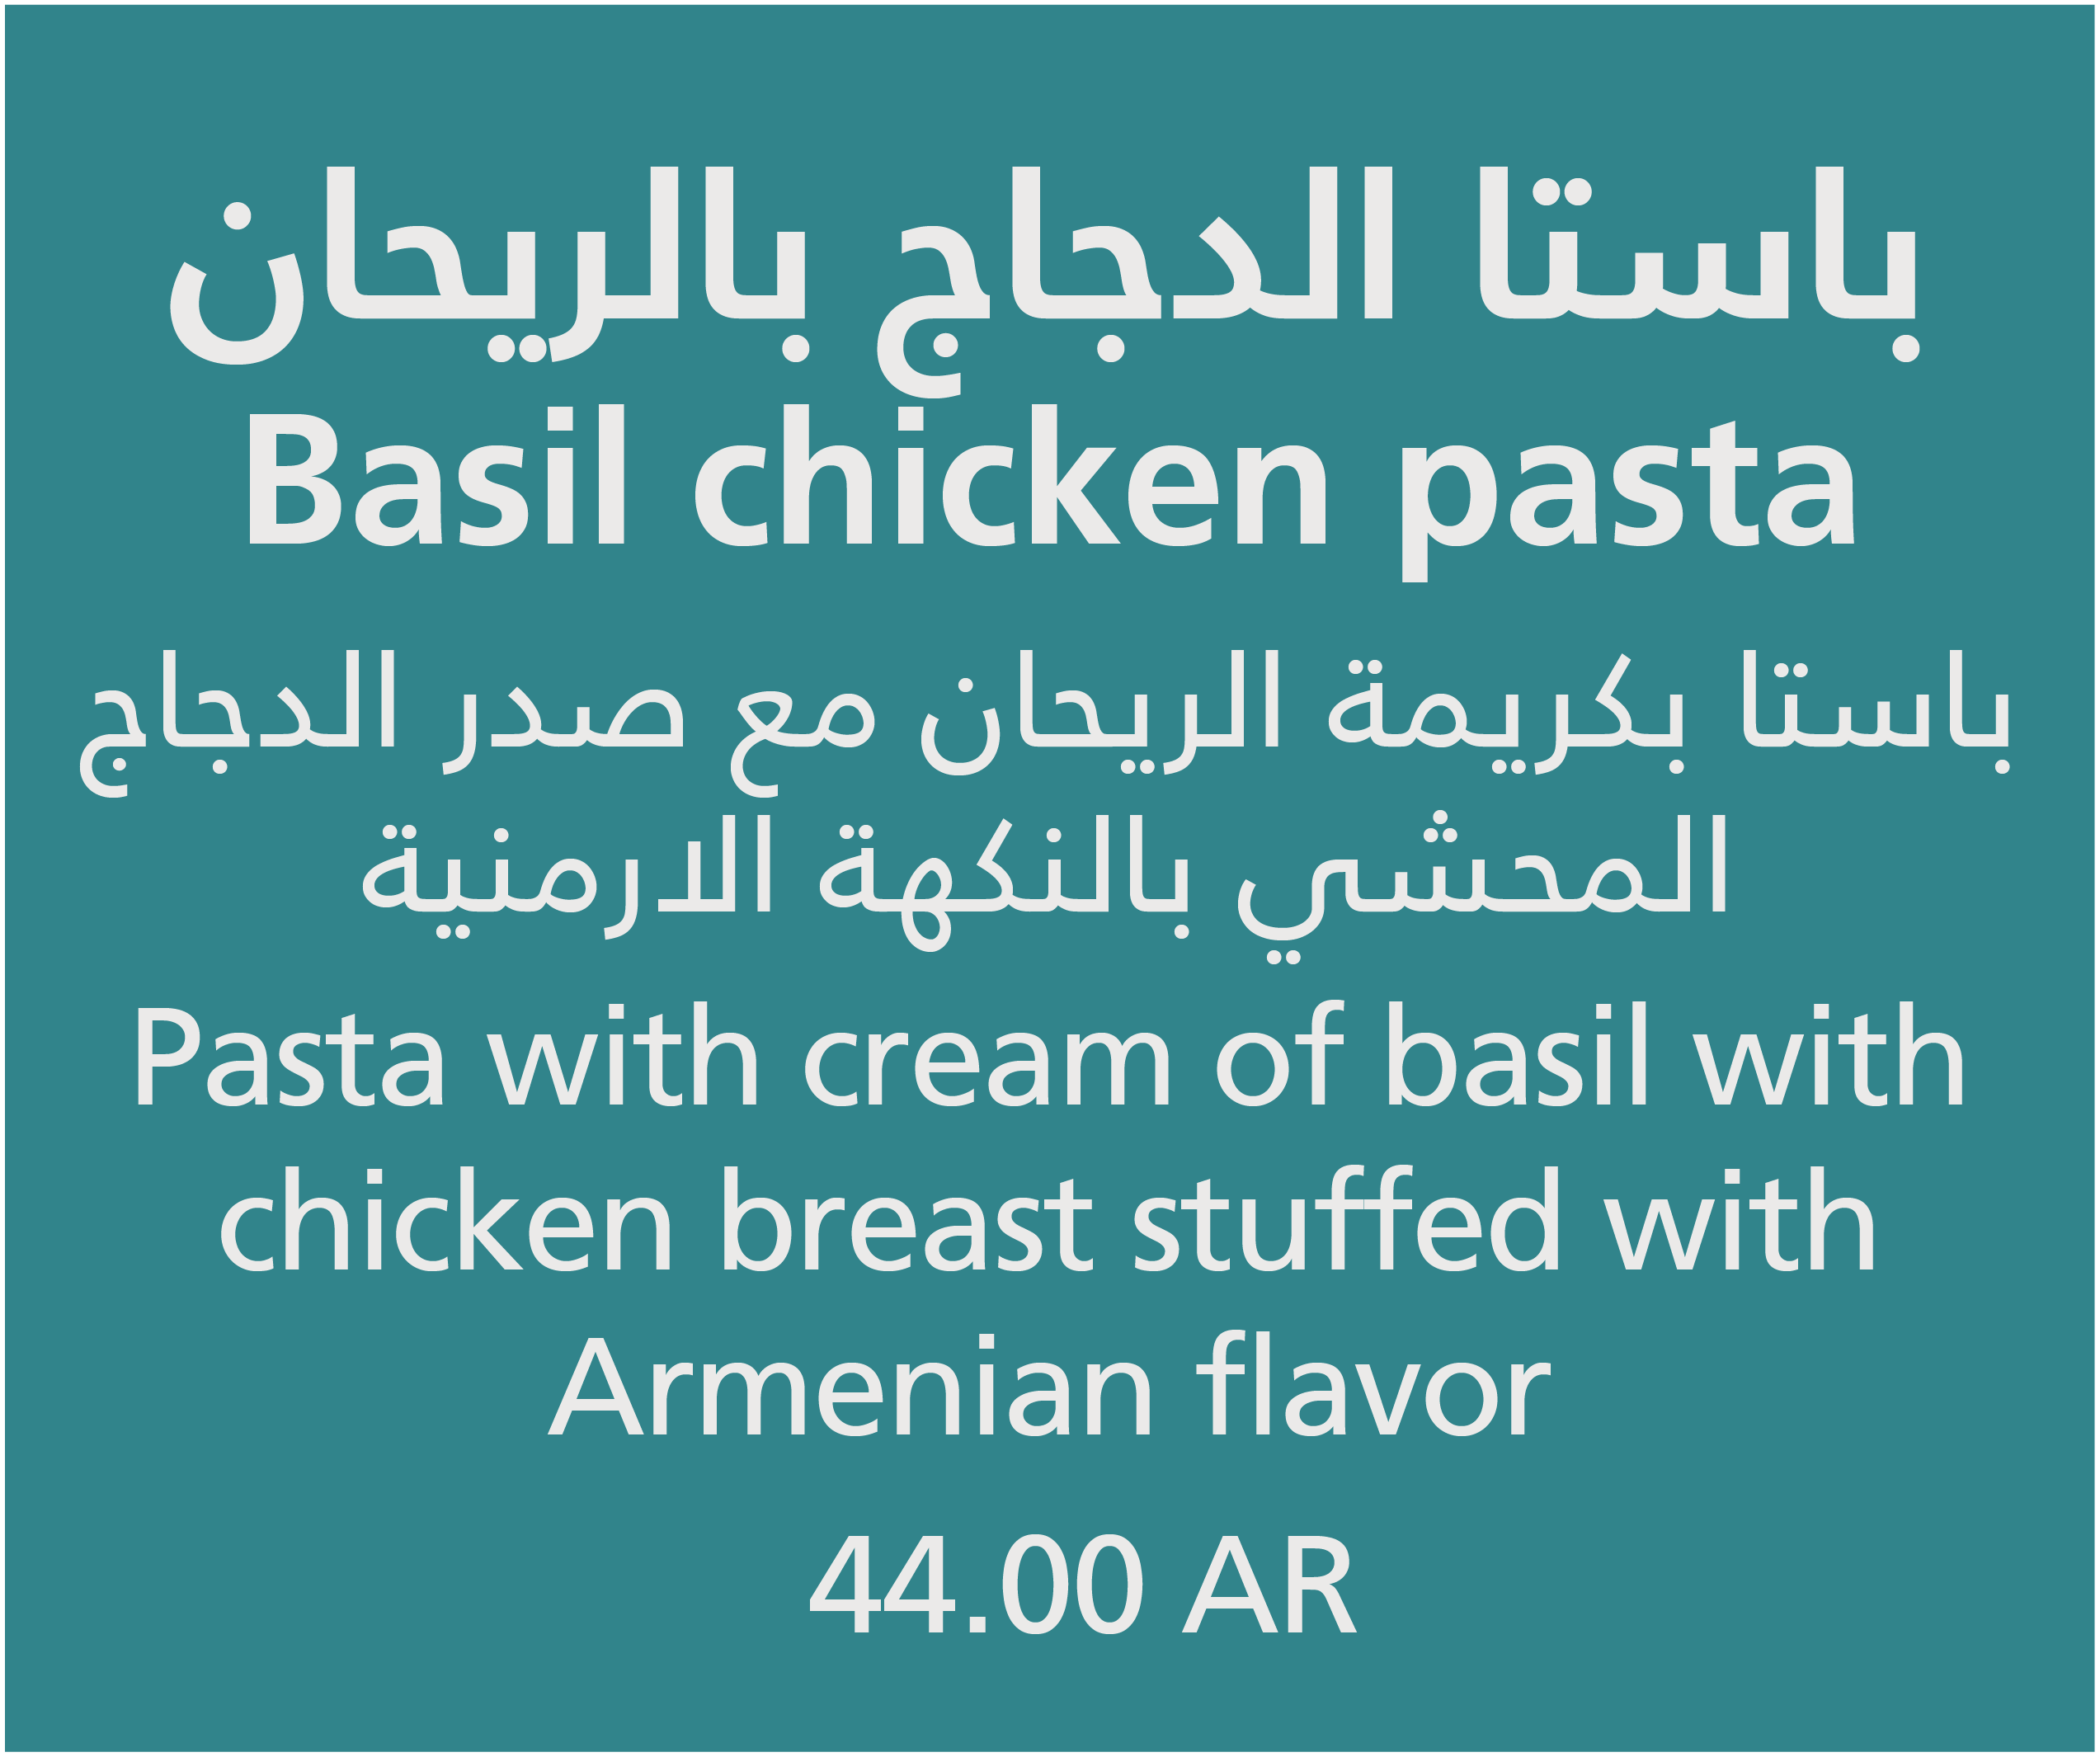 باستا الدجاج بالريحان
Basil chicken pasta
باستا بكريمة الريحان مع صدر الدجاج
المحشي بالنكهة الارمنية
Pasta with cream of basil with
chicken breast stuffed with
Armenian flavor
44.00 AR